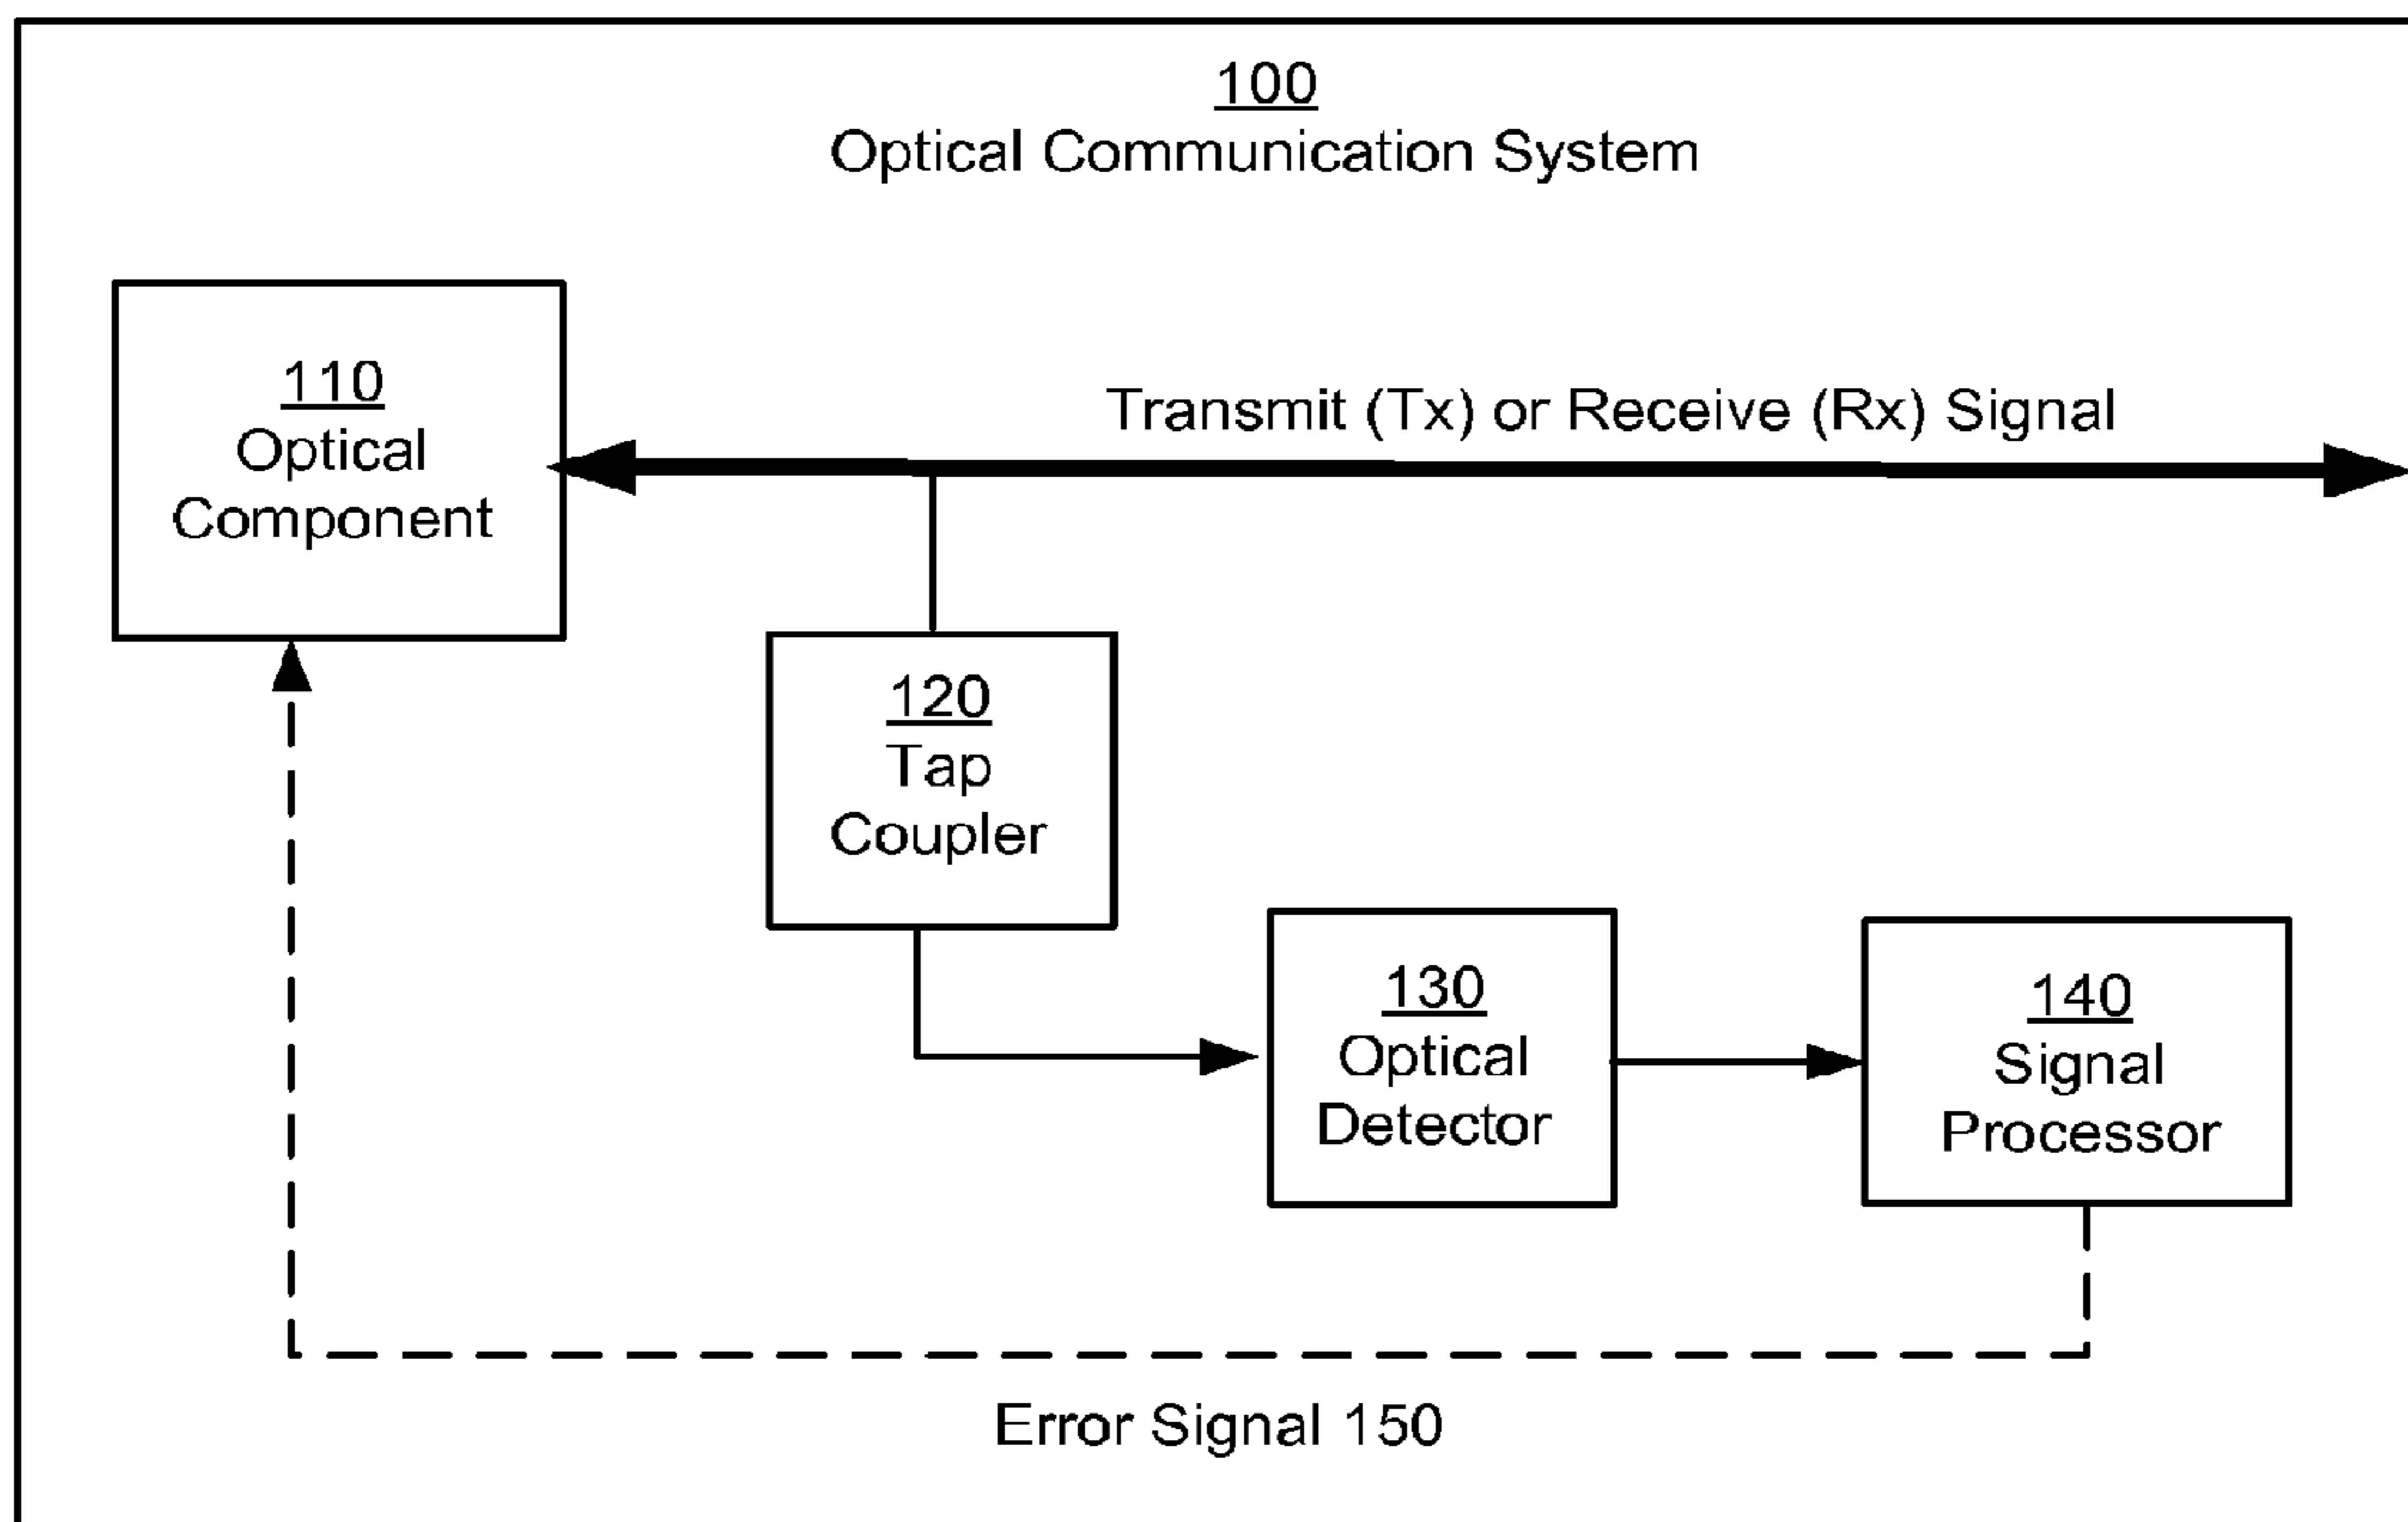 100
Optical Communication System
110
Optical
Component
Transmit (Tx) or Receive (Rx) Signal
120
Tap
Coupler
130
Optical
Detector
140
Signal
Processor
Error Signal 150